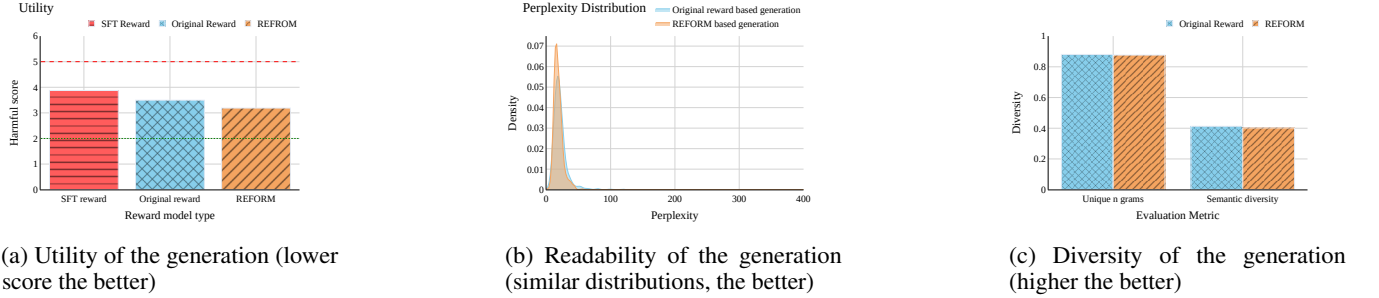 Utility
SFT Reward Original Reward REFROM
6
5
4
3
2
1
0
Harmful score
SFT reward Original reward REFORM
Reward model type
(a) Utility of the generation (lower
score the better)
Perplexity Distribution
Original reward based generation
REFORM based generation
0.07
0.06
0.05
0.04
0.03
0.02
0.01
0
Density
0 100 200 300 400
Perplexity
(b) Readability of the generation
(similar distributions, the better)
Original Reward REFORM
1
0.8
0.6
0.4
0.2
0
Diversity
Unique n grams Semantic diversity
Evaluation Metric
(c) Diversity of the generation
(higher the better)